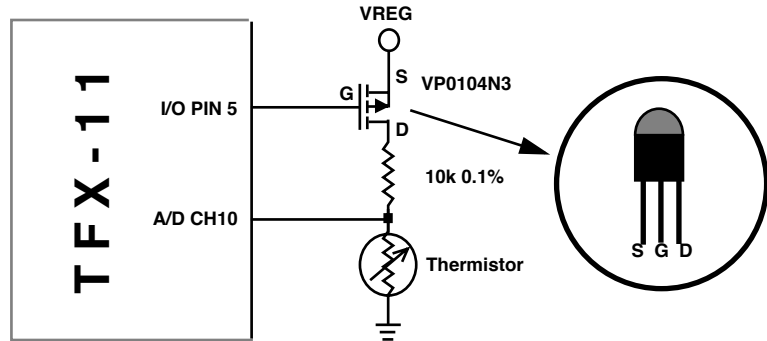 VREG
TFX-11
I/O PIN 5
G
S
VP0104N3
D
10k 0.1%
A/D CH10
Thermistor
S G D